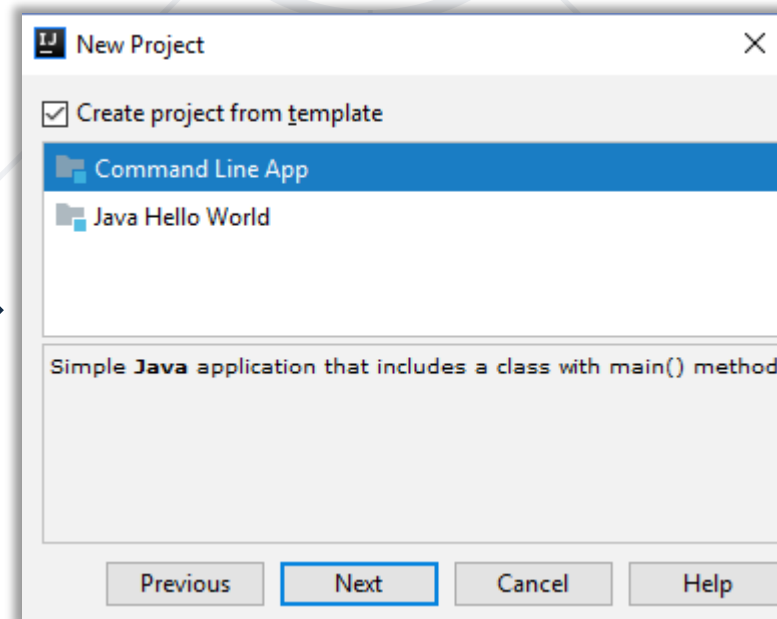 IJ New Project
Create project from template
Command Line App
Java Hello World
Simple Java application that includes a class with main() method
Previous Next Cancel Help